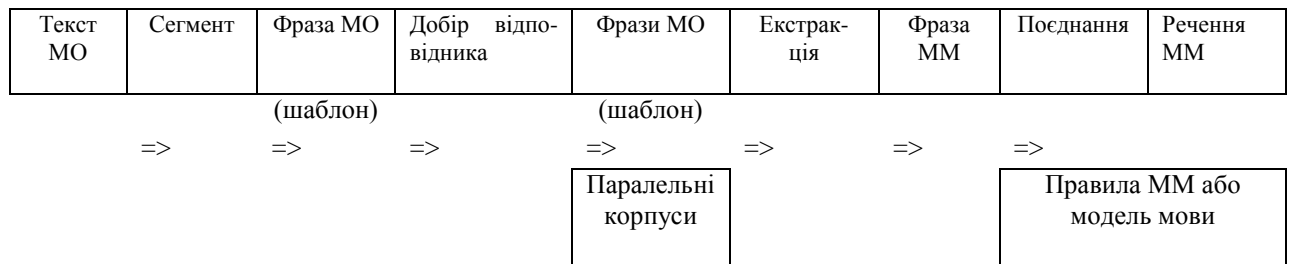 Текст Сегмент Фраза МО Добір відпо- Фрази МО Екстрак- Фраза Поєднання Речення
МО відника ція ММ ММ
(шаблон) (шаблон)
=> => => => => => =>
Паралельні Правила ММ або
корпуси модель мови